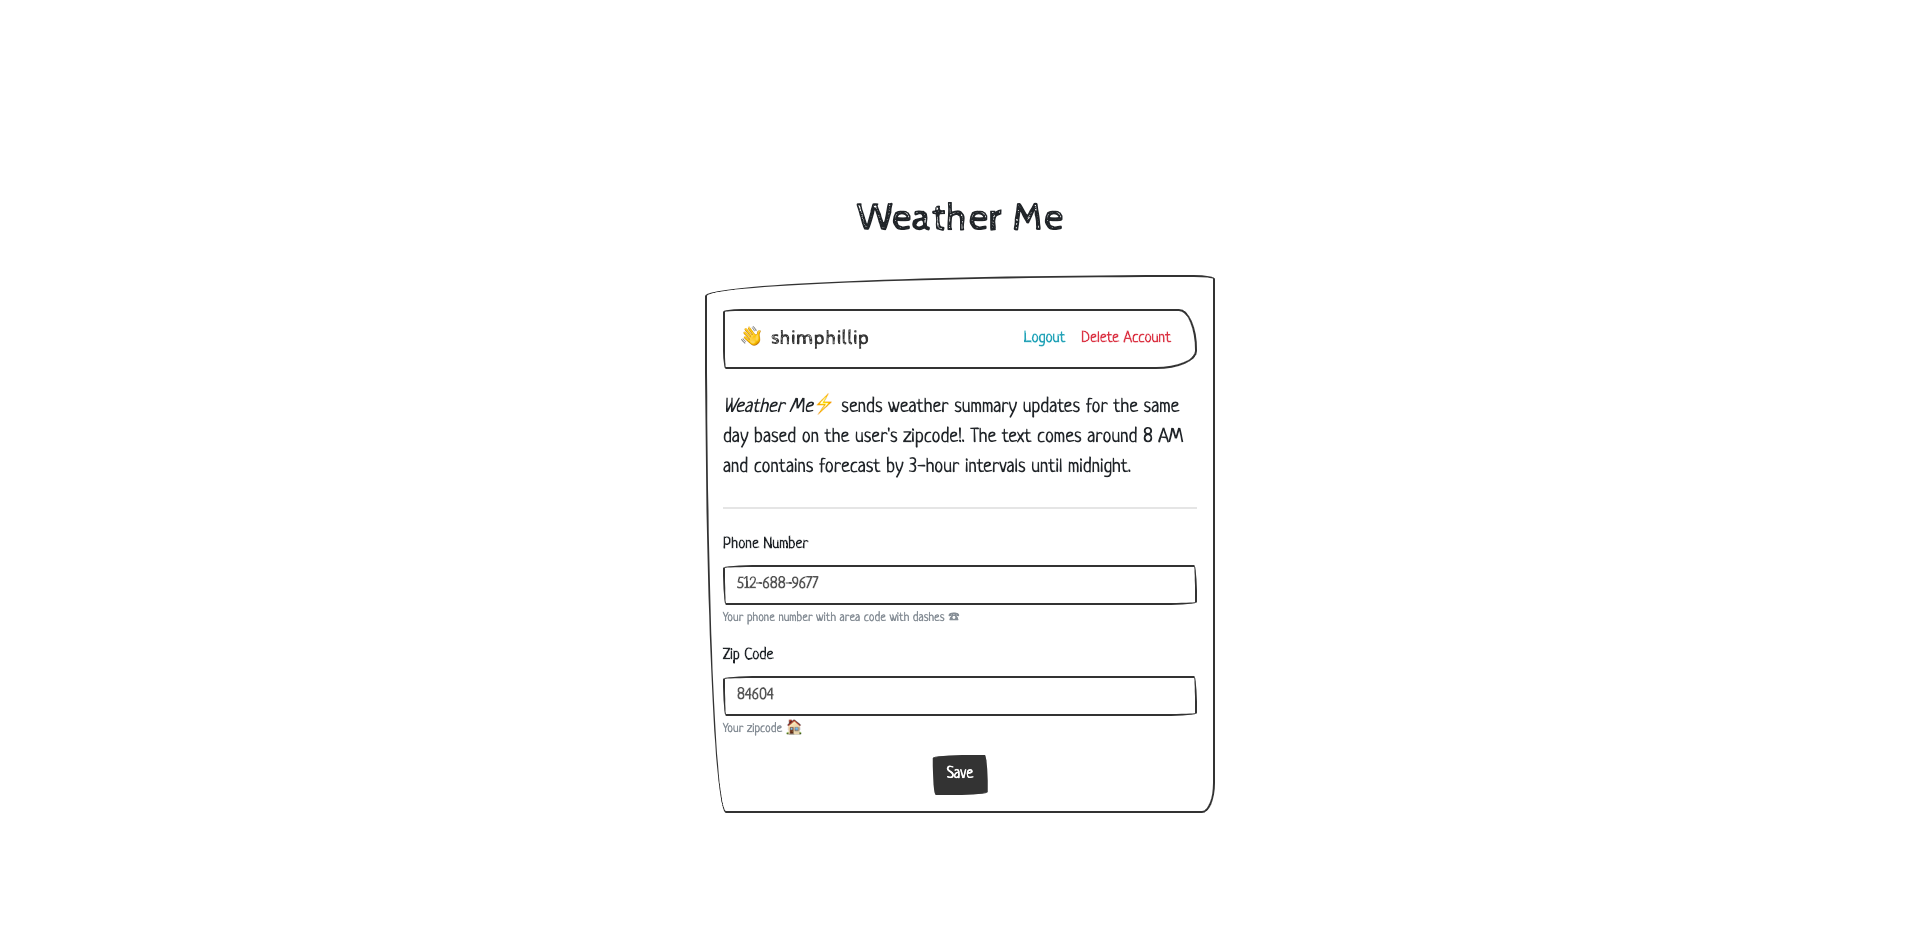 Weather Me
👋 shimphillip Logout Delete Account
Weather Me⚡ sends weather summary updates for the same
day based on the user's zipcode!. The text comes around 8 AM
and contains forecast by 3-hour intervals until midnight.
Phone Number
512-688-9677
Your phone number with area code with dashes ☎
Zip Code
84604
Your zipcode 🏠
Save